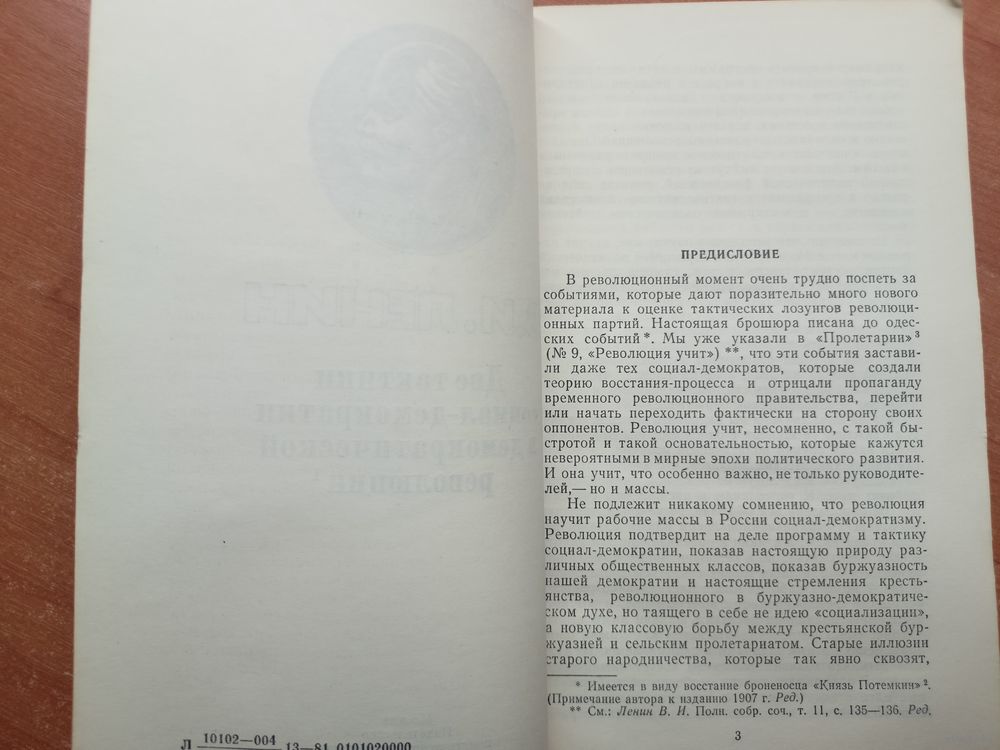 Л 10102—004 13—81 0101020000
ПРЕДИСЛОВИЕ
В революционный момент очень трудно поспеть за
событиями, которые дают поразительно много нового
материала к оценке тактических лозунгов революци-
онных партий. Настоящая брошюра писана до одес-
ских событий*. Мы уже указали в «Пролетарии»³
(№ 9, «Революция учит») **, что эти события застави-
ли даже тех социал-демократов, которые создали
теорию восстания-процесса и отрицали пропаганду
временного революционного правительства, перейти
или начать переходить фактически на сторону своих
оппонентов. Революция учит, несомненно, с такой бы-
стротой и такой основательностью, которые кажутся
невероятными в мирные эпохи политического развития.
И она учит, что особенно важно, не только руководите-
лей,— но и массы.
Не подлежит никакому сомнению, что революция
научит рабочие массы в России социал-демократизму.
Революция подтвердит на деле программу и тактику
социал-демократии, показав настоящую природу раз-
личных общественных классов, показав буржуазность
нашей демократии и настоящие стремления кресть-
янства, революционного в буржуазно-демократиче-
ском духе, но таящего в себе не идею «социализации»,
а новую классовую борьбу между крестьянской бур-
жуазией и сельским пролетариатом. Старые иллюзии
старого народничества, которые так явно сквозят,
* Имеется в виду восстание броненосца «Князь Потемкин»².
(Примечание автора к изданию 1907 г. Ред.)
** См.: Ленин В. И. Полн. собр. соч., т. 11, с. 135—136. Ред.
3